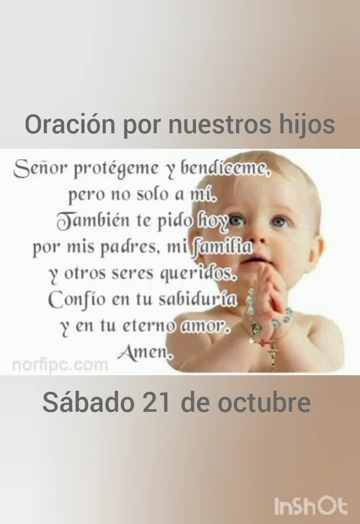 Oración por nuestros hijos
Señor protégeme y bendíceme,
pero no solo a mí.
También te pido hoy
por mis padres, mi familia
y otros seres queridos.
Confío en tu sabiduría
y en tu eterno amor.
Amen.
norfipc.com
Sábado 21 de octubre
InShOt